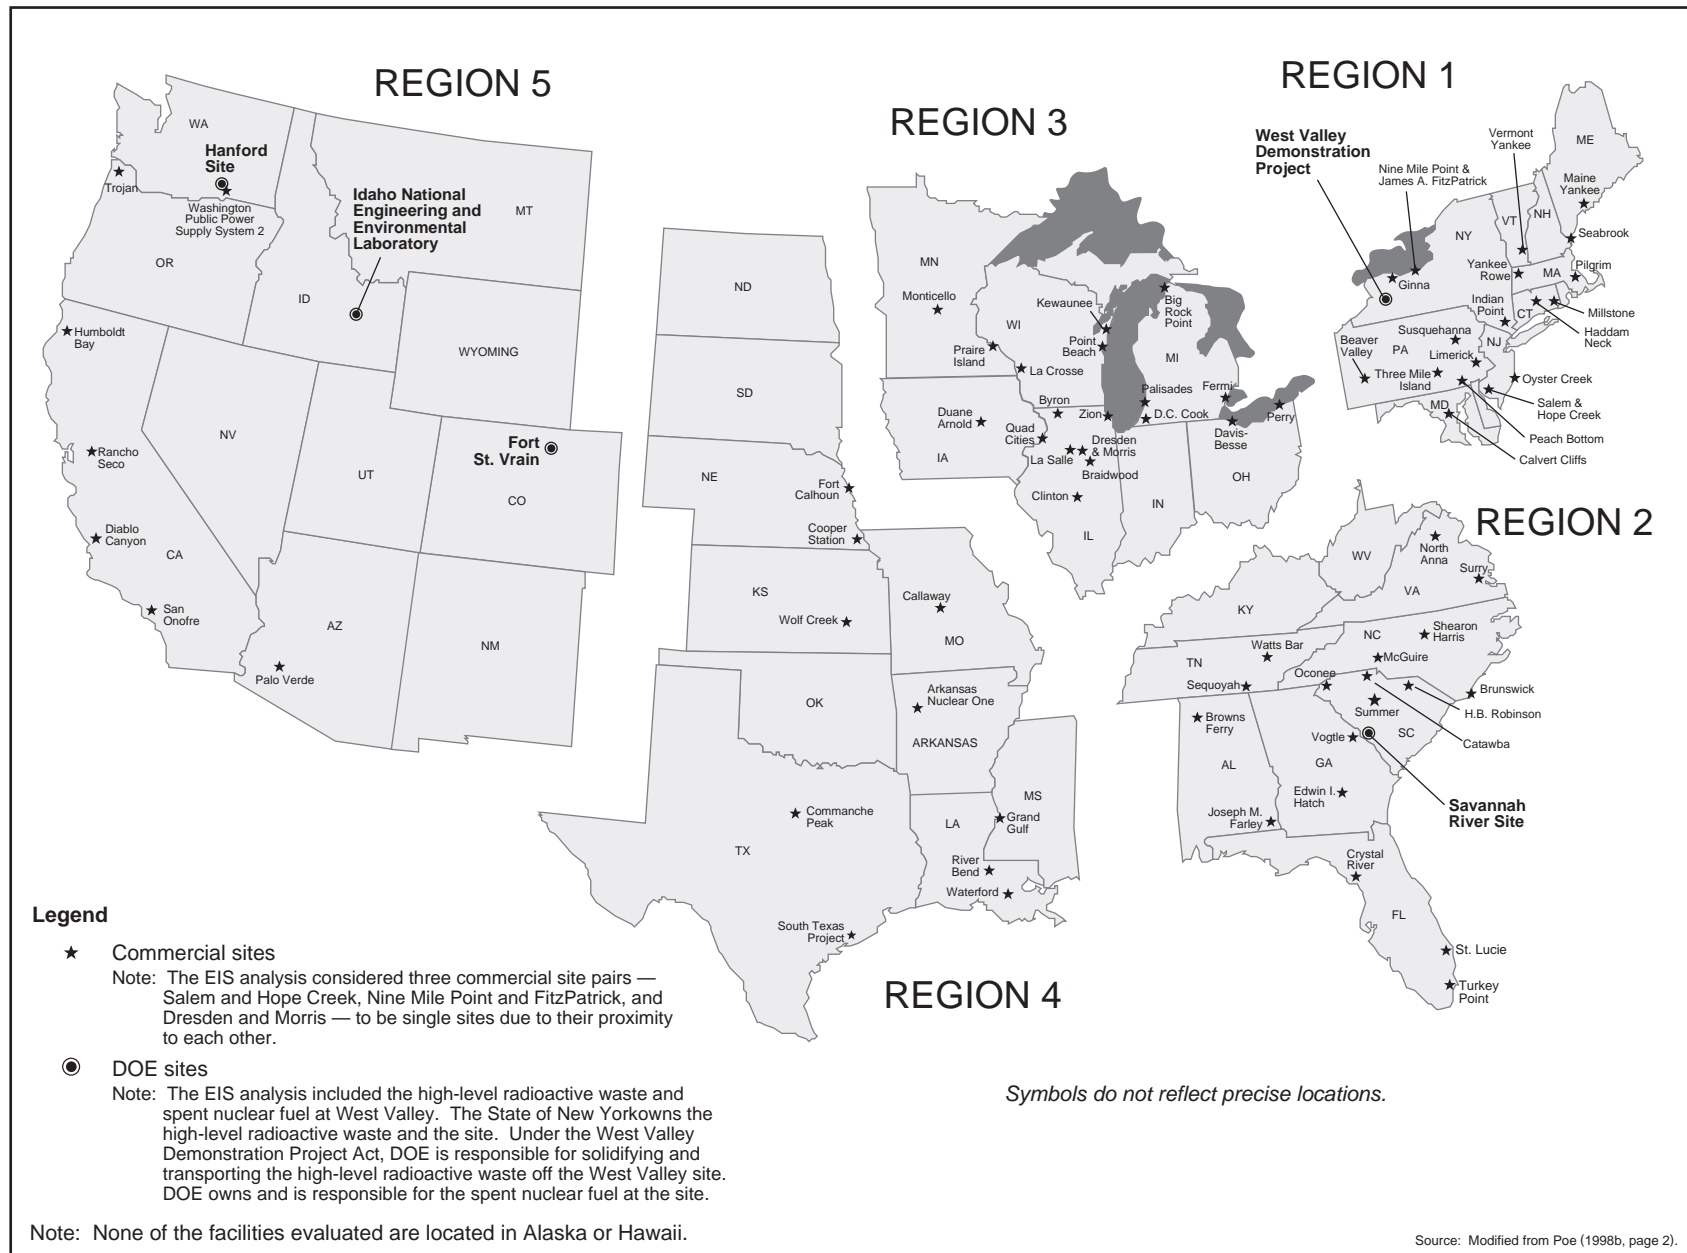 REGION 5
WA
Hanford
Site
Trojan
Washington
Public Power
Supply System 2
Idaho National
Engineering and
Environmental
Laboratory
MT
OR
ID
WYOMING
Humboldt
Bay
NV
Rancho
Seco
UT
Fort
St. Vrain
CO
Diablo
Canyon
CA
San
Onofre
AZ
Palo Verde
NM
REGION 3
MN
Monticello
Kewaunee
WI
Big
Rock
Point
Praire
Island
Point
Beach
MI
La Crosse
Palisades
Fermi
Byron
Zion
D.C. Cook
Perry
Duane
Arnold
Quad
Cities
Dresden
& Morris
Davis-
Besse
IA
La Salle
Braidwood
Clinton
OH
IN
IL
REGION 1
West Valley
Demonstration
Project
Vermont
Yankee
Nine Mile Point &
James A. FitzPatrick
ME
Maine
Yankee
VT
NH
NY
Seabrook
Yankee
Rowe
MA
Pilgrim
Ginna
Indian
Point
CT
Millstone
Haddam
Neck
Susquehanna
Beaver
Valley
PA
Limerick
NJ
Three Mile
Island
Oyster Creek
MD
Salem &
Hope Creek
Peach Bottom
Calvert Cliffs
REGION 2
WV
North
Anna
Surry
VA
KY
NC
Shearon
Harris
Watts Bar
McGuire
TN
Sequoyah
Oconee
Brunswick
H.B. Robinson
Summer
Catawba
Browns
Ferry
Vogtle
SC
AL
GA
Edwin I.
Hatch
Savannah
River Site
Joseph M.
Farley
Crystal
River
FL
St. Lucie
Turkey
Point
ND
SD
NE
Fort
Calhoun
Cooper
Station
KS
Wolf Creek
Callaway
MO
OK
Arkansas
Nuclear One
ARKANSAS
MS
Commanche
Peak
LA
Grand
Gulf
TX
River
Bend
Waterford
South Texas
Project
REGION 4
Legend
Commercial sites
Note: The EIS analysis considered three commercial site pairs —
Salem and Hope Creek, Nine Mile Point and FitzPatrick, and
Dresden and Morris — to be single sites due to their proximity
to each other.
DOE sites
Note: The EIS analysis included the high-level radioactive waste and
spent nuclear fuel at West Valley. The State of New Yorkowns the
high-level radioactive waste and the site. Under the West Valley
Demonstration Project Act, DOE is responsible for solidifying and
transporting the high-level radioactive waste off the West Valley site.
DOE owns and is responsible for the spent nuclear fuel at the site.
Symbols do not reflect precise locations.
Note: None of the facilities evaluated are located in Alaska or Hawaii.
Source: Modified from Poe (1998b, page 2).